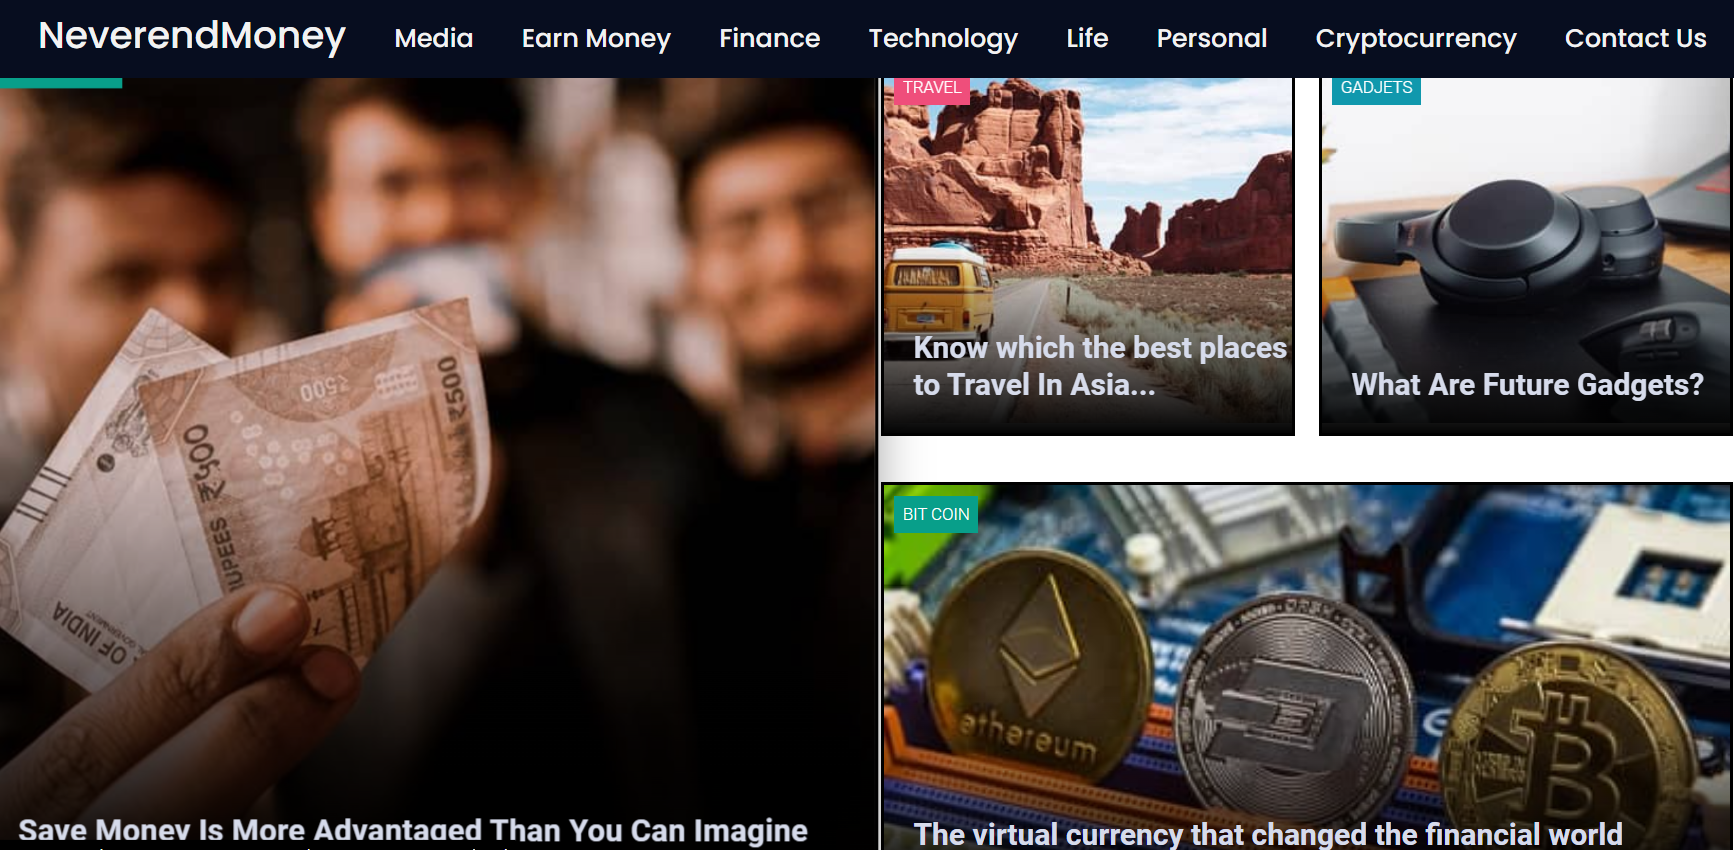 NeverendMoney Media Earn Money Finance Technology Life Personal Cryptocurrency Contact Us
TRAVEL
GADJETS
Know which the best places
to Travel In Asia...
What Are Future Gadgets?
₹500
₹500
500
RUPEES
OF INDIA
BIT COIN
ethereum
Save Money Is More Advantaged Than You Can Imagine
The virtual currency that changed the financial world